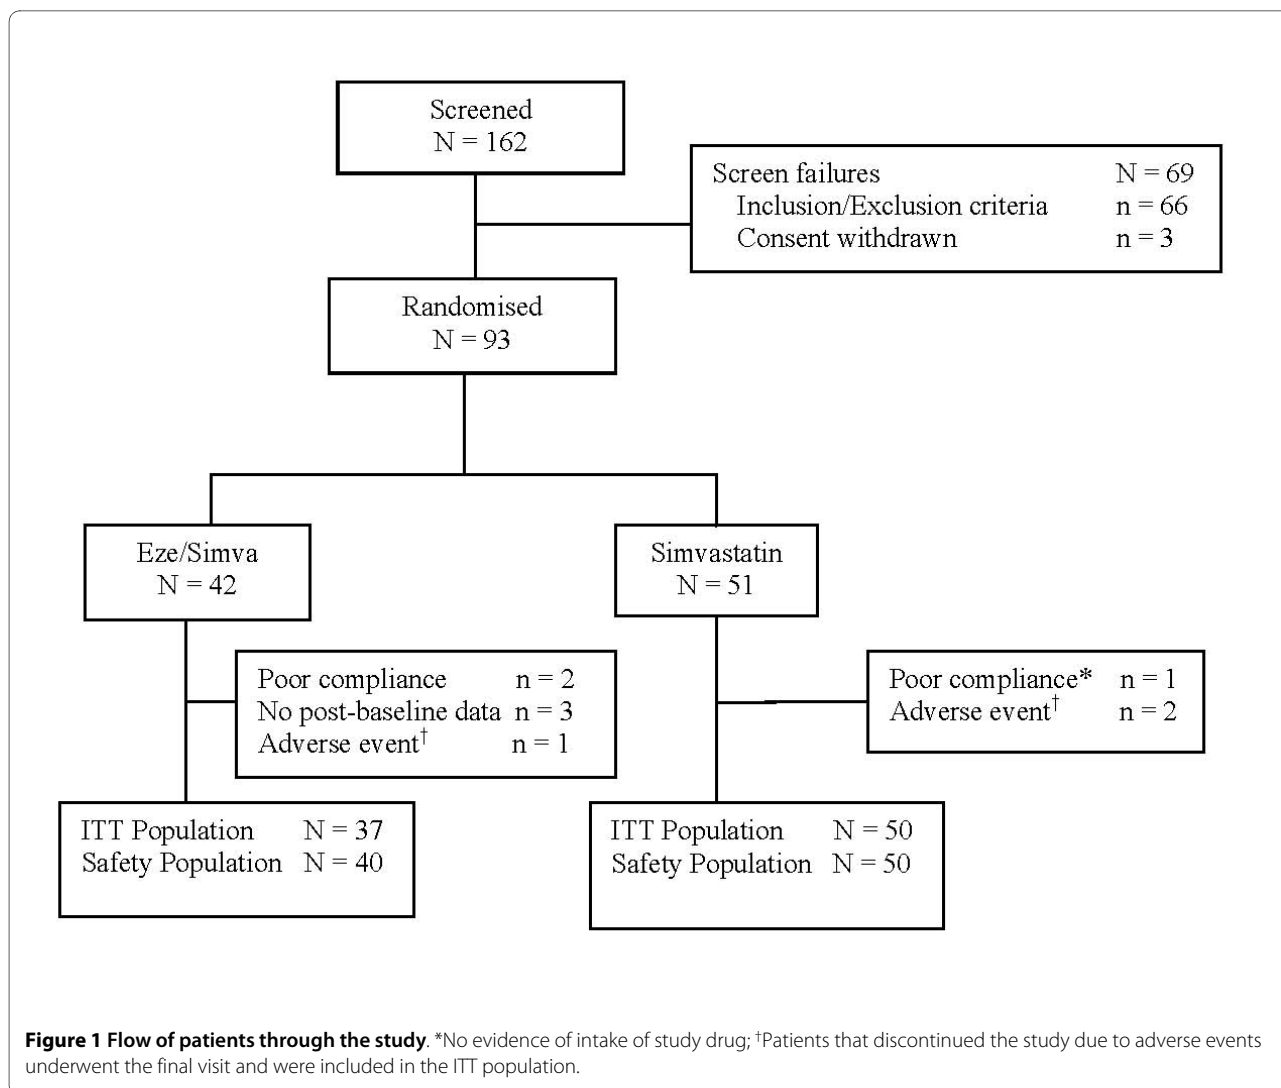 Screened
N = 162
Screen failures N = 69
Inclusion/Exclusion criteria n = 66
Consent withdrawn n = 3
Randomised
N = 93
Eze/Simva
N = 42
Simvastatin
N = 51
Poor compliance n = 2
No post-baseline data n = 3
Adverse event† n = 1
Poor compliance* n = 1
Adverse event† n = 2
ITT Population N = 37
Safety Population N = 40
ITT Population N = 50
Safety Population N = 50
Figure 1 Flow of patients through the study. *No evidence of intake of study drug; †Patients that discontinued the study due to adverse events
underwent the final visit and were included in the ITT population.